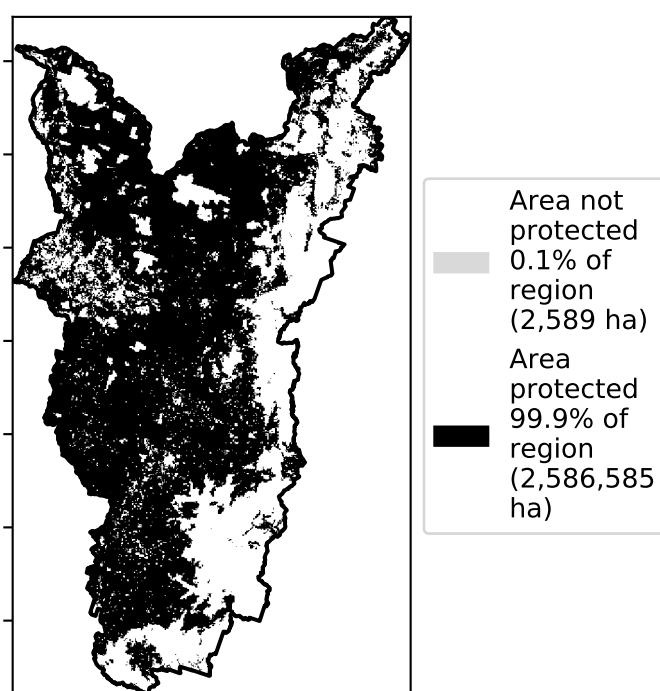 Area not
protected
0.1% of
region
(2,589 ha)
Area
protected
99.9% of
region
(2,586,585
ha)